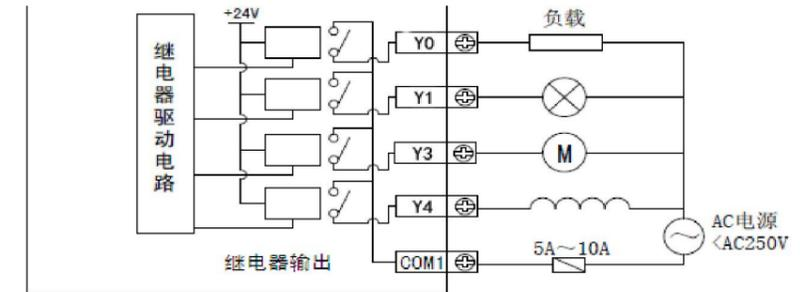 +24V
继电器驱动电路
Y0
负载
Y1
Y3
M
Y4
AC电源
<AC250V
继电器输出
COM1
5A～10A